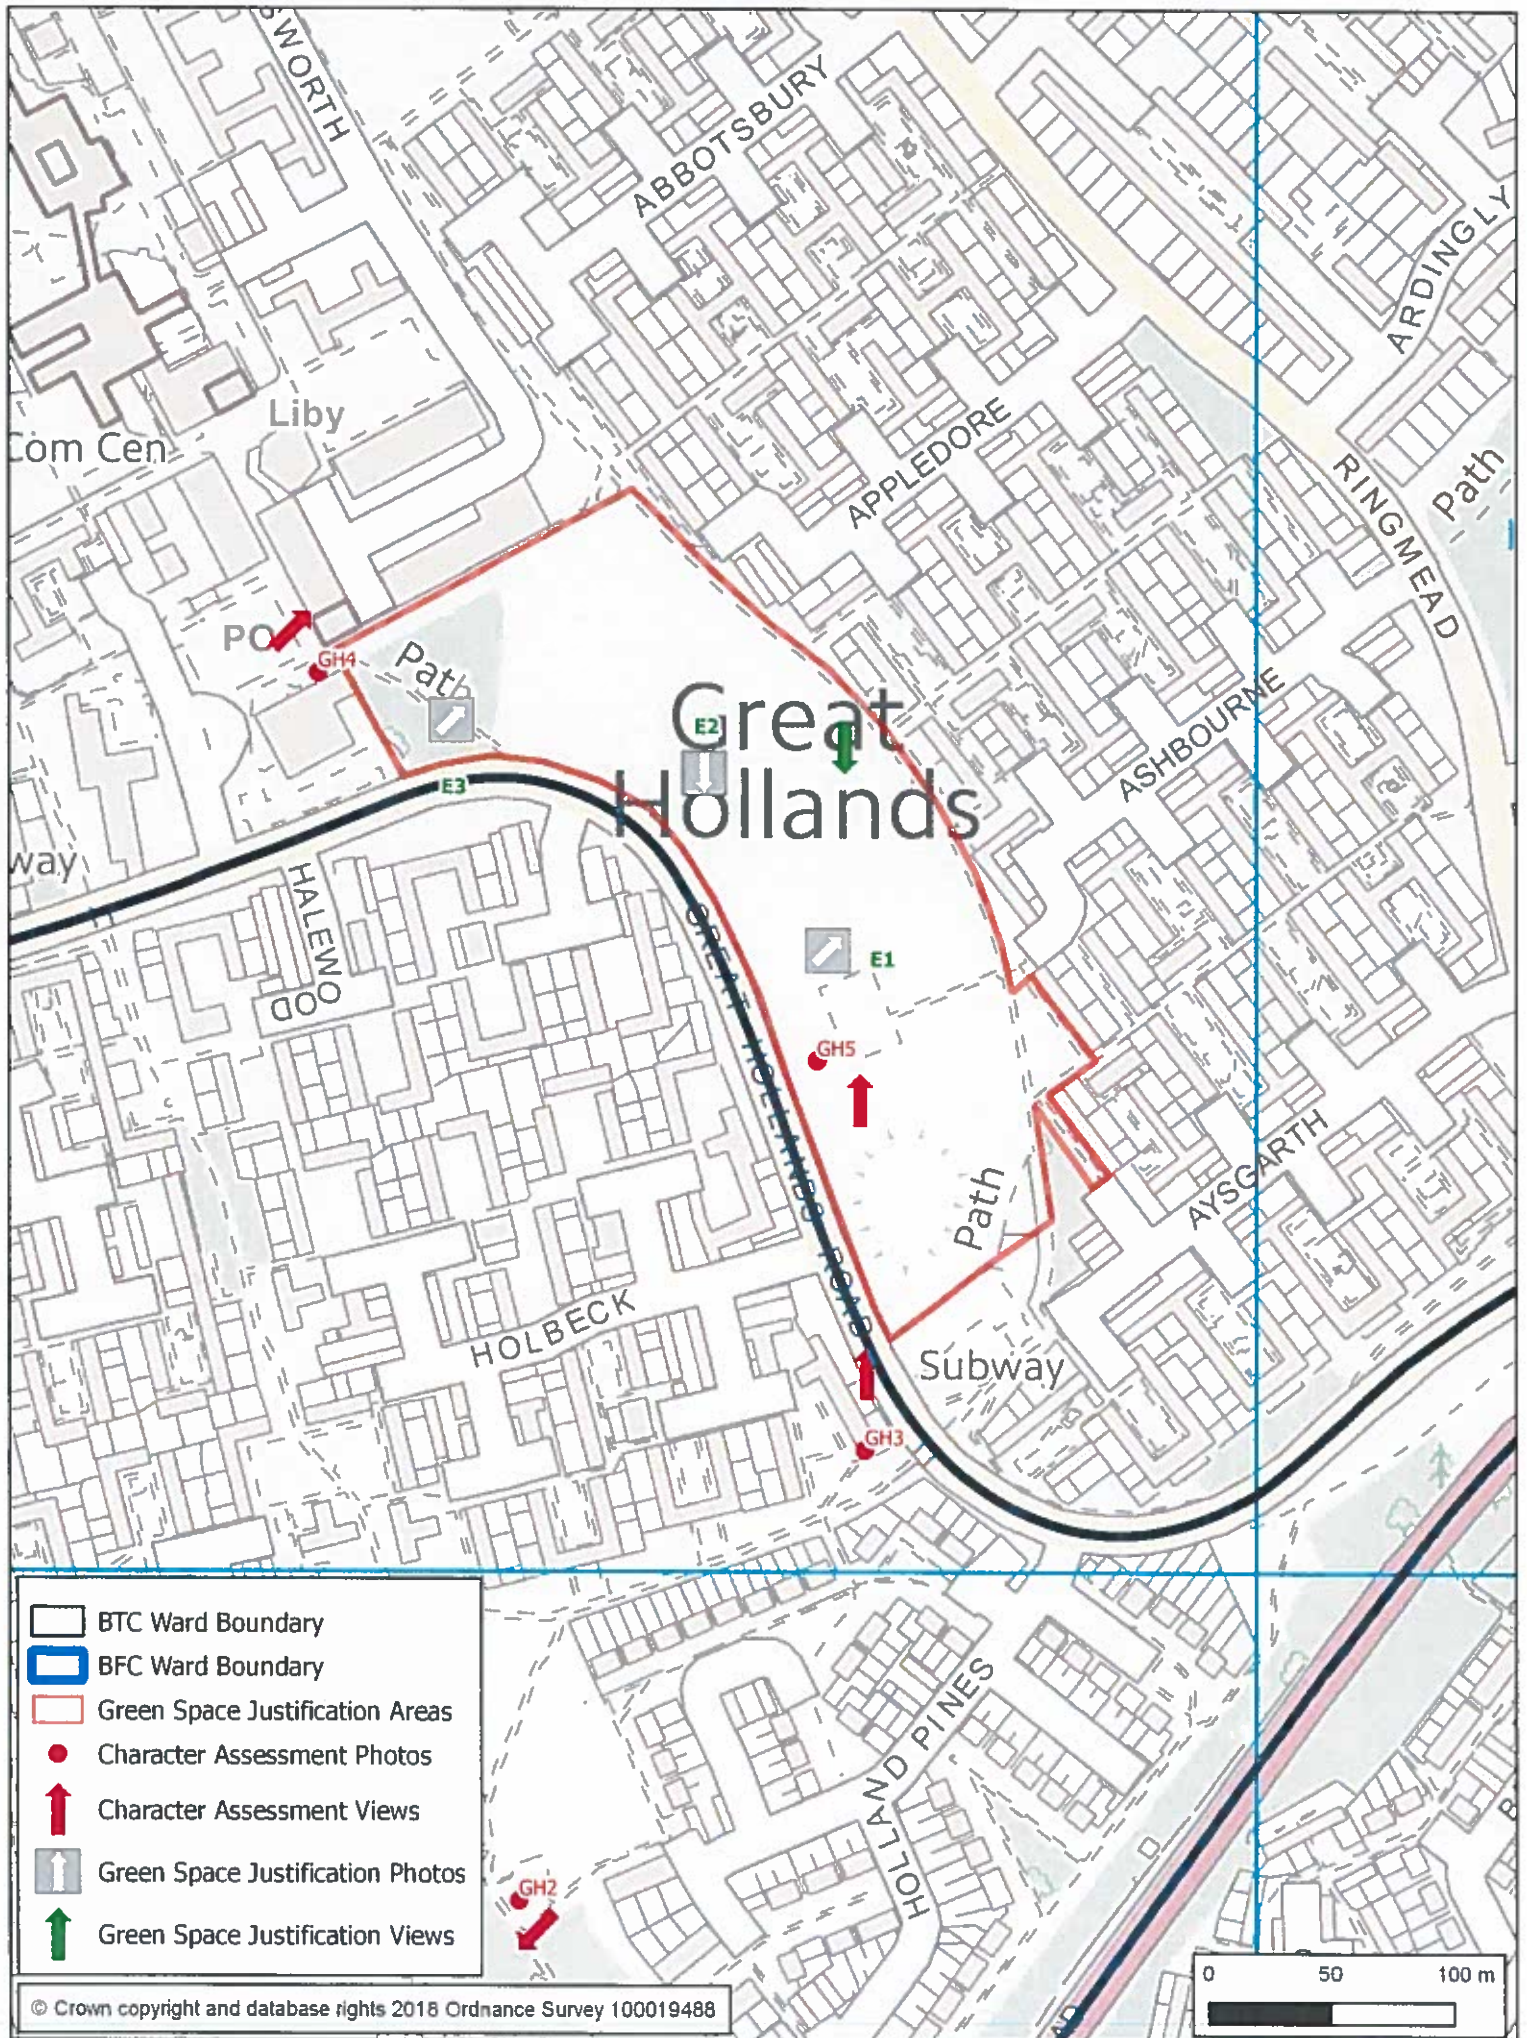 SWORTH
ABBOTSBURY
ARDINGLY
Liby
Com Cen
APPLEDORE
RINGMEAD
Path
PO
GH4
Path
Great
Hollands
E2
ASHBOURNE
E3
way
HALEWOOD
GREAT HOLLANDS ROAD
E1
GH5
Path
AYSGARTH
HOLBECK
Subway
GH3
HOLLAND PINES
GH2
BTC Ward Boundary
BFC Ward Boundary
Green Space Justification Areas
Character Assessment Photos
Character Assessment Views
Green Space Justification Photos
Green Space Justification Views
0 50 100 m
© Crown copyright and database rights 2018 Ordnance Survey 100019488